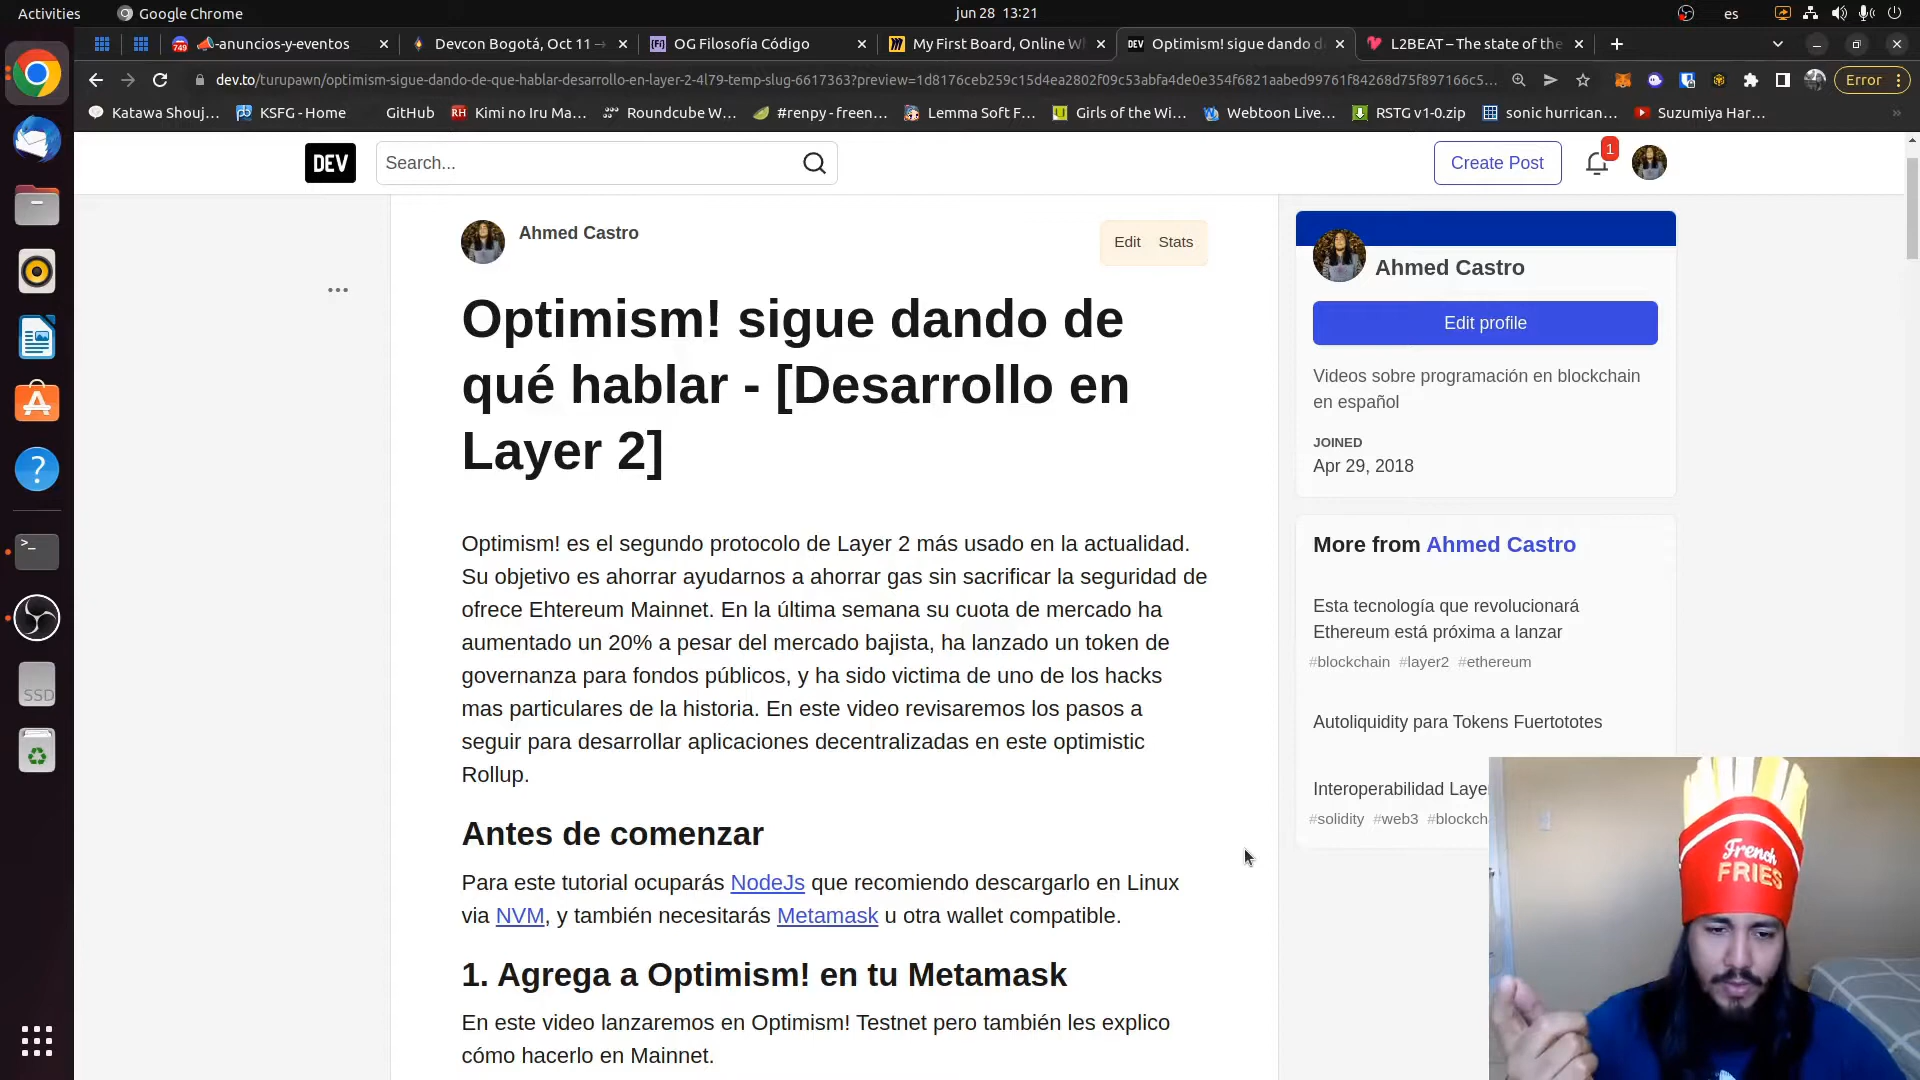 Activities
Google Chrome
jun 28 13:21
es
749
-anuncios-y-eventos
Devcon Bogotá, Oct 11 –
OG Filosofía Código
My First Board, Online W
DEV
Optimism! sigue dando d
L2BEAT – The state of the
dev.to/turupawn/optimism-sigue-dando-de-que-hablar-desarrollo-en-layer-2-4l79-temp-slug-6617363?preview=1d8176ceb259c15d4ea2802f09c53abfa4de0e354f6821aabed99761f84268d75f897166c5...
Error
Katawa Shouj...
KSFG - Home
GitHub
RH
Kimi no Iru Ma...
Roundcube W...
#renpy - freen...
Lemma Soft F...
Girls of the Wi...
Webtoon Live...
RSTG v1-0.zip
sonic hurrican...
Suzumiya Har...
DEV
Search...
Create Post
1
Ahmed Castro
Edit Stats
Optimism! sigue dando de
qué hablar - [Desarrollo en
Layer 2]
Optimism! es el segundo protocolo de Layer 2 más usado en la actualidad.
Su objetivo es ahorrar ayudarnos a ahorrar gas sin sacrificar la seguridad de
ofrece Ehtereum Mainnet. En la última semana su cuota de mercado ha
aumentado un 20% a pesar del mercado bajista, ha lanzado un token de
governanza para fondos públicos, y ha sido victima de uno de los hacks
mas particulares de la historia. En este video revisaremos los pasos a
seguir para desarrollar aplicaciones decentralizadas en este optimistic
Rollup.
Antes de comenzar
Para este tutorial ocuparás NodeJs que recomiendo descargarlo en Linux
via NVM, y también necesitarás Metamask u otra wallet compatible.
1. Agrega a Optimism! en tu Metamask
En este video lanzaremos en Optimism! Testnet pero también les explico
cómo hacerlo en Mainnet.
Ahmed Castro
Edit profile
Videos sobre programación en blockchain
en español
JOINED
Apr 29, 2018
More from Ahmed Castro
Esta tecnología que revolucionará
Ethereum está próxima a lanzar
#blockchain #layer2 #ethereum
Autoliquidity para Tokens Fuertototes
Interoperabilidad Laye
#solidity #web3 #blockch
French
FRIES
SSD